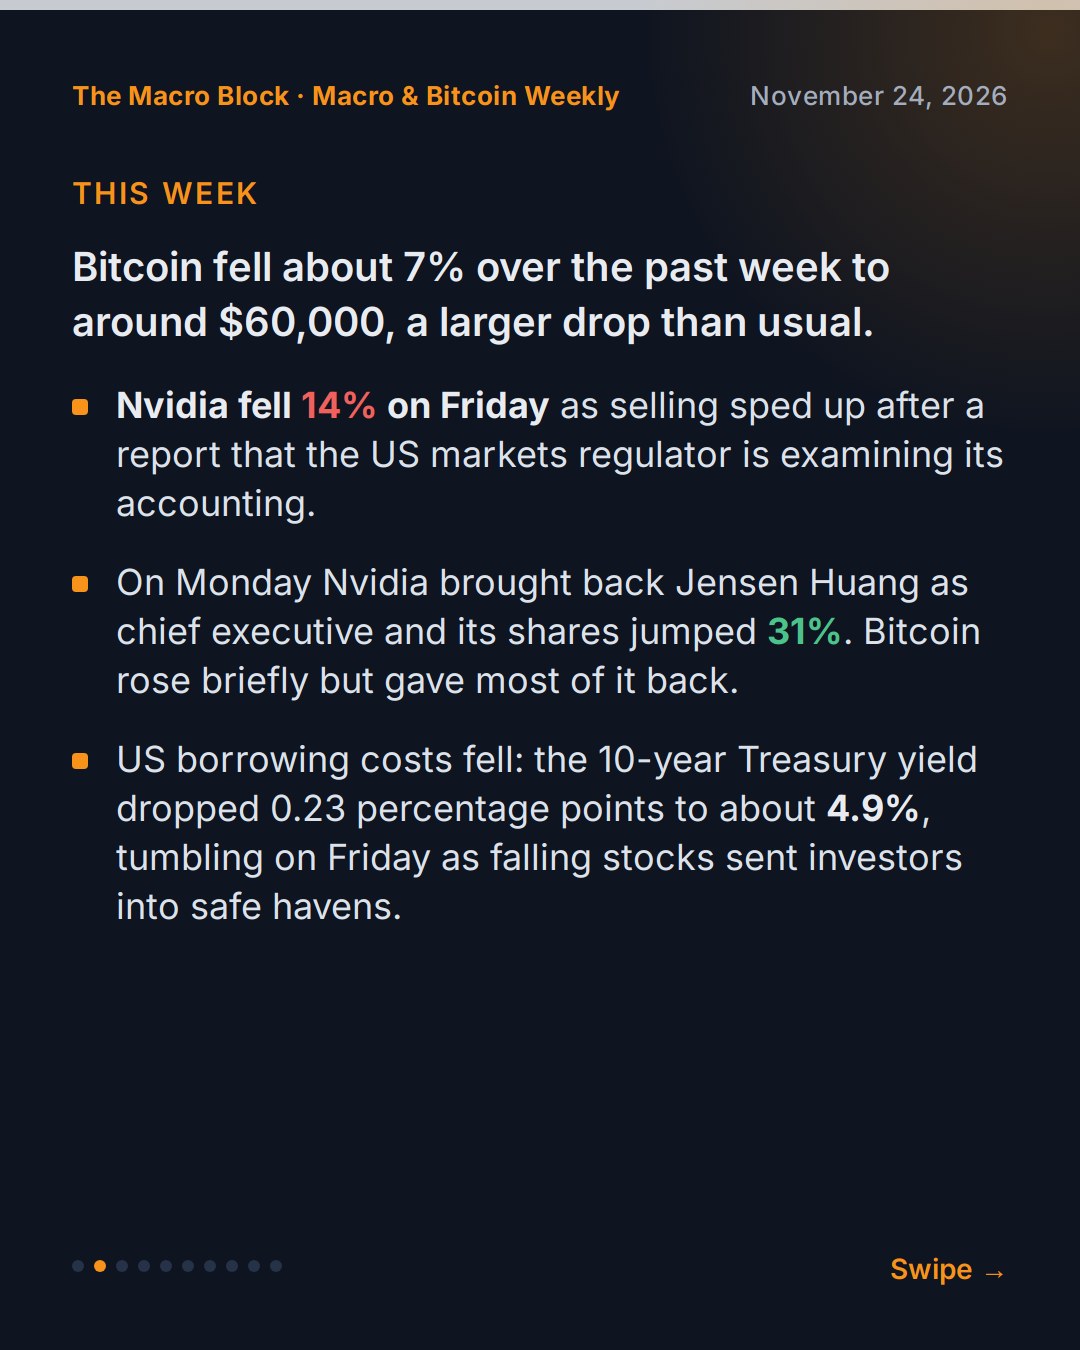 The Macro Block · Macro & Bitcoin Weekly
November 24, 2026
THIS WEEK
Bitcoin fell about 7% over the past week to
around $60,000, a larger drop than usual.
Nvidia fell 14% on Friday as selling sped up after a
report that the US markets regulator is examining its
accounting.
On Monday Nvidia brought back Jensen Huang as
chief executive and its shares jumped 31%. Bitcoin
rose briefly but gave most of it back.
US borrowing costs fell: the 10-year Treasury yield
dropped 0.23 percentage points to about 4.9%,
tumbling on Friday as falling stocks sent investors
into safe havens.
Swipe →